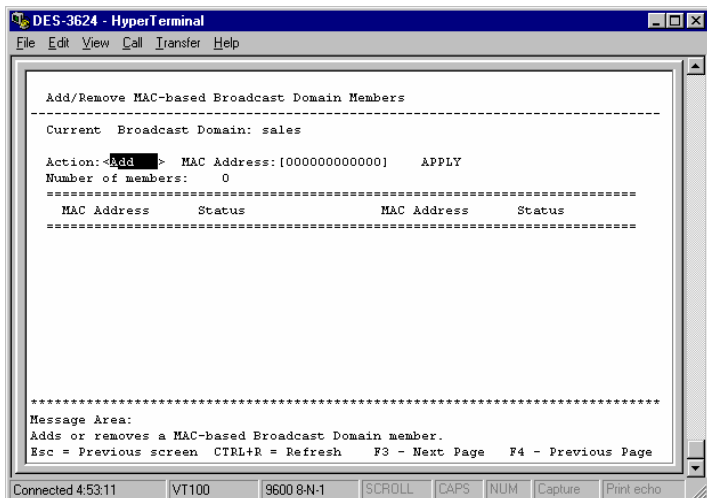 DES-3624 - HyperTerminal
File Edit View Call Transfer Help
Add/Remove MAC-based Broadcast Domain Members
Current Broadcast Domain: sales
Action:<Add > MAC Address:[000000000000] APPLY
Number of members: 0
MAC Address Status MAC Address Status
Message Area:
Adds or removes a MAC-based Broadcast Domain member.
Esc = Previous screen CTRL+R = Refresh F3 - Next Page F4 - Previous Page
Connected 4:53:11 VT100 9600 8-N-1 SCROLL CAPS NUM Capture Print echo